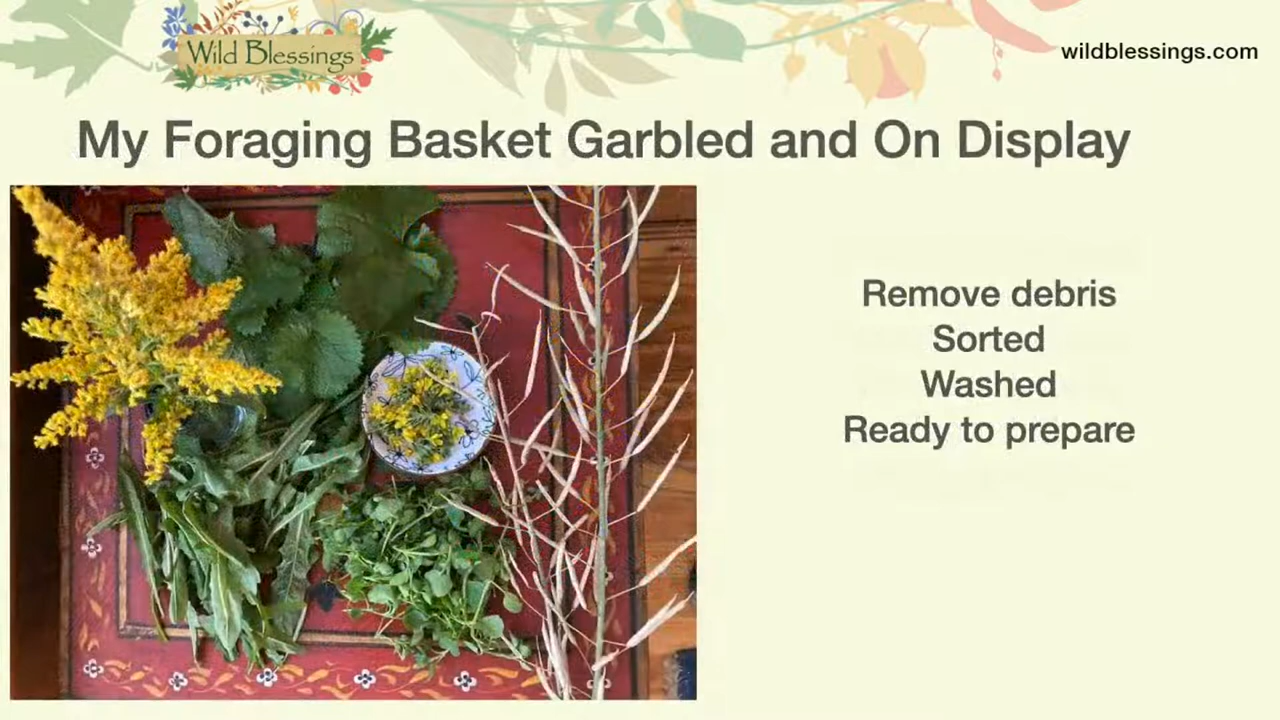 Wild Blessings
wildblessings.com
My Foraging Basket Garbled and On Display
Remove debris
Sorted
Washed
Ready to prepare